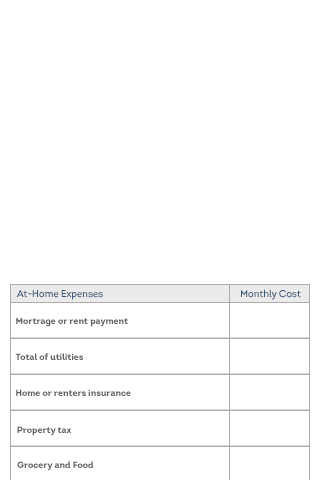 At-Home Expenses Monthly Cost
Mortrage or rent payment
Total of utilities
Home or renters insurance
Property tax
Grocery and Food